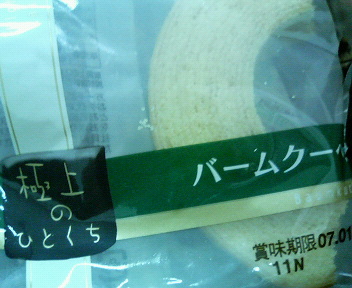 極上
の
ひとくち
バームクー
賞味期限07.01
11N